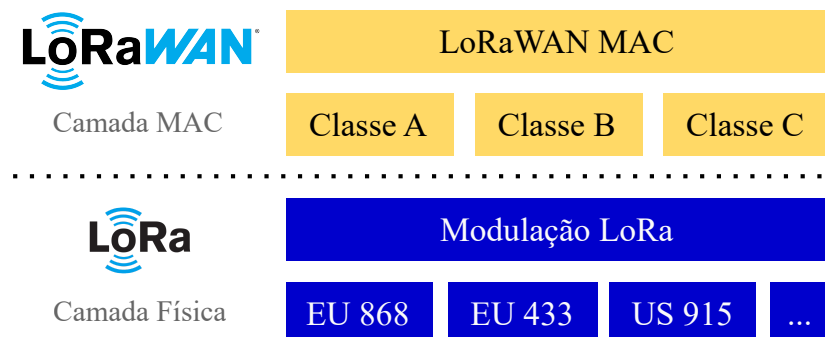 LoRaWAN®
LoRaWAN MAC
Camada MAC
Classe A
Classe B
Classe C
LoRa
Modulação LoRa
Camada Física
EU 868
EU 433
US 915
...